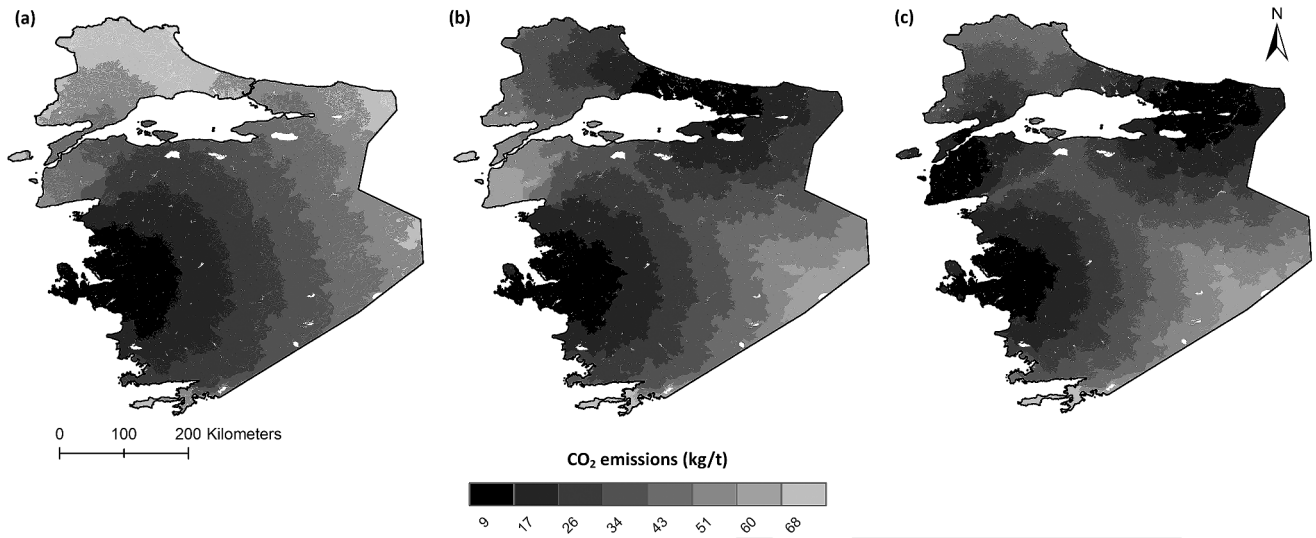 (a)
(b)
(c)
N
0 100 200 Kilometers
CO₂ emissions (kg/t)
9 17 26 34 43 51 60 68